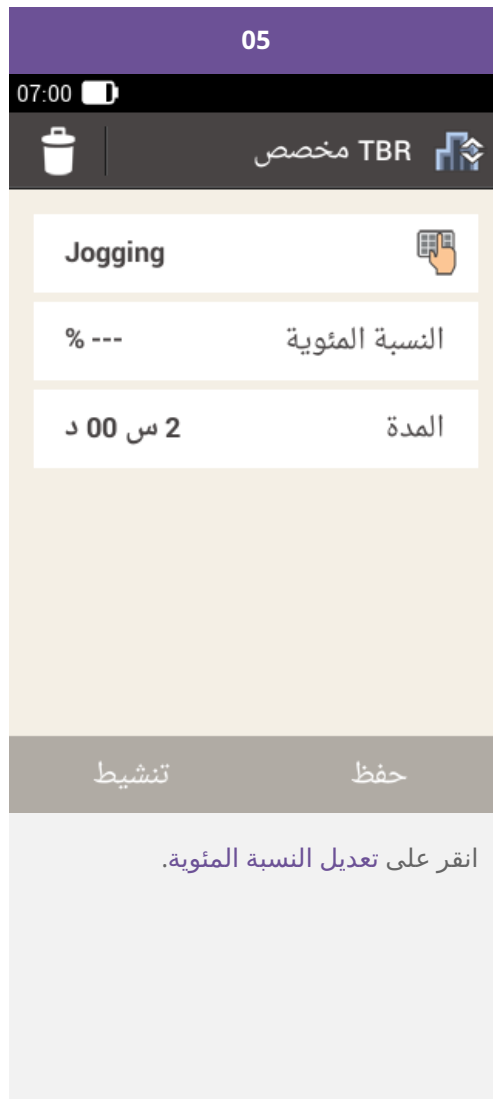 05
07:00
TBR مخصص
Jogging
النسبة المئوية --- %
المدة 2 س 00 د
حفظ تنشيط
انقر على تعديل النسبة المئوية.